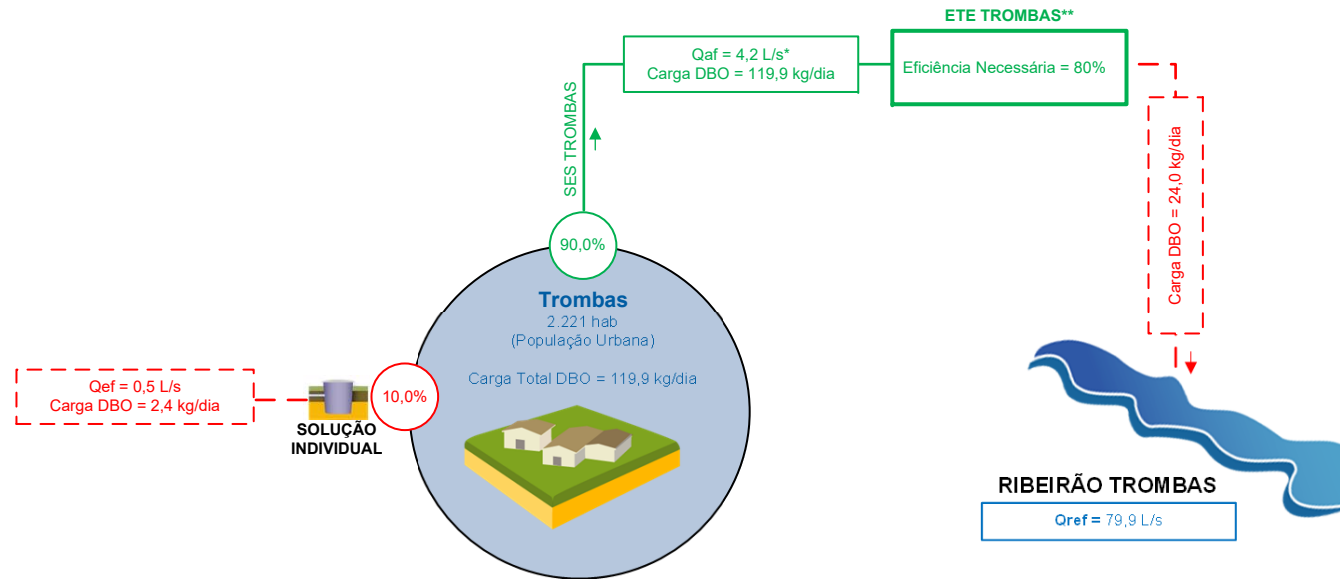 ETE TROMBAS**
Qaf = 4,2 L/s*
Carga DBO = 119,9 kg/dia
Eficiência Necessária = 80%
SES TROMBAS
Carga DBO = 24,0 kg/dia
90,0%
Trombas
2.221 hab
(População Urbana)
Carga Total DBO = 119,9 kg/dia
Qef = 0,5 L/s
Carga DBO = 2,4 kg/dia
10,0%
SOLUÇÃO
INDIVIDUAL
RIBEIRÃO TROMBAS
Qref = 79,9 L/s